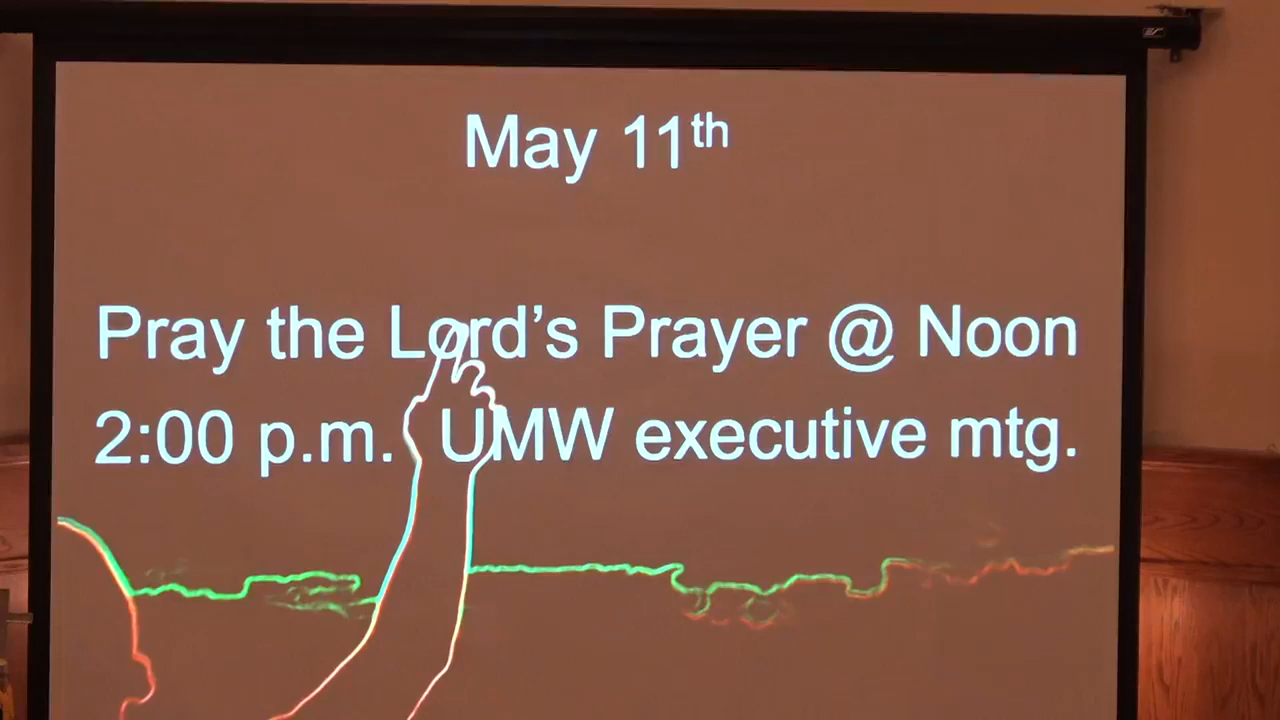 May 11th
Pray the Lord's Prayer @ Noon
2:00 p.m. UMW executive mtg.